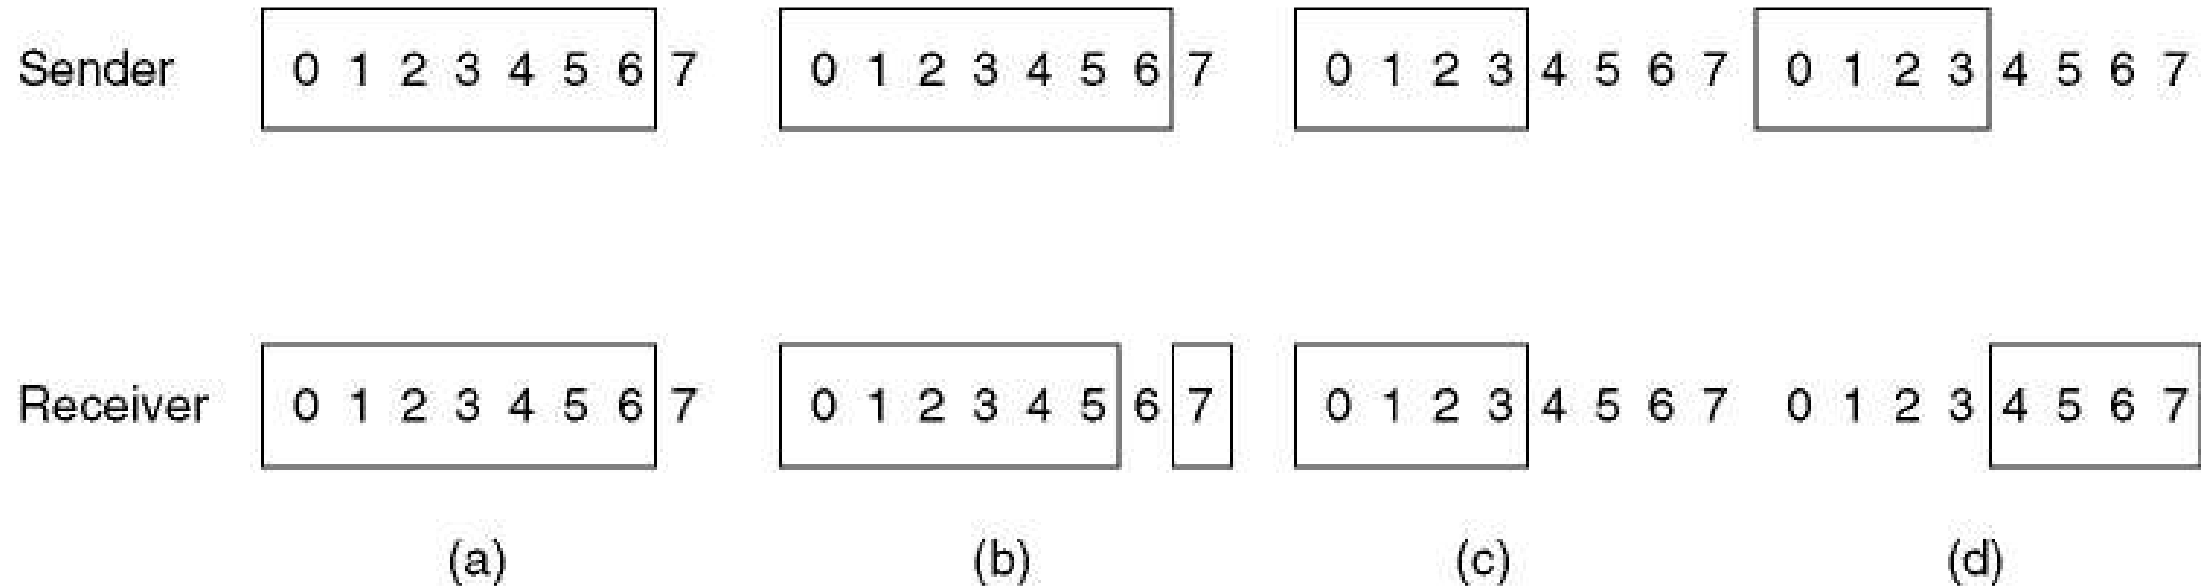 Sender 0 1 2 3 4 5 6 7 0 1 2 3 4 5 6 7 0 1 2 3 4 5 6 7 0 1 2 3 4 5 6 7
Receiver 0 1 2 3 4 5 6 7 0 1 2 3 4 5 6 7 0 1 2 3 4 5 6 7 0 1 2 3 4 5 6 7
(a) (b) (c) (d)